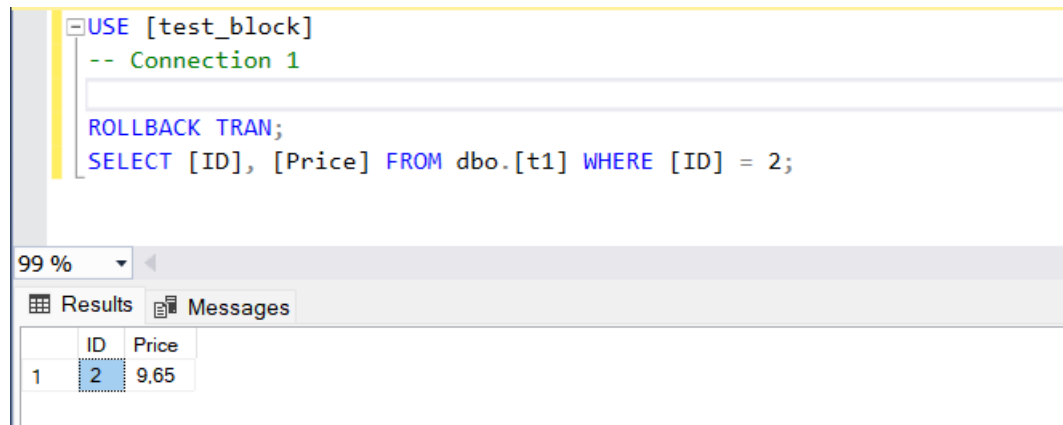 USE [test_block]
-- Connection 1
ROLLBACK TRAN;
SELECT [ID], [Price] FROM dbo.[t1] WHERE [ID] = 2;
99 %
Results Messages
ID Price
1 2 9,65